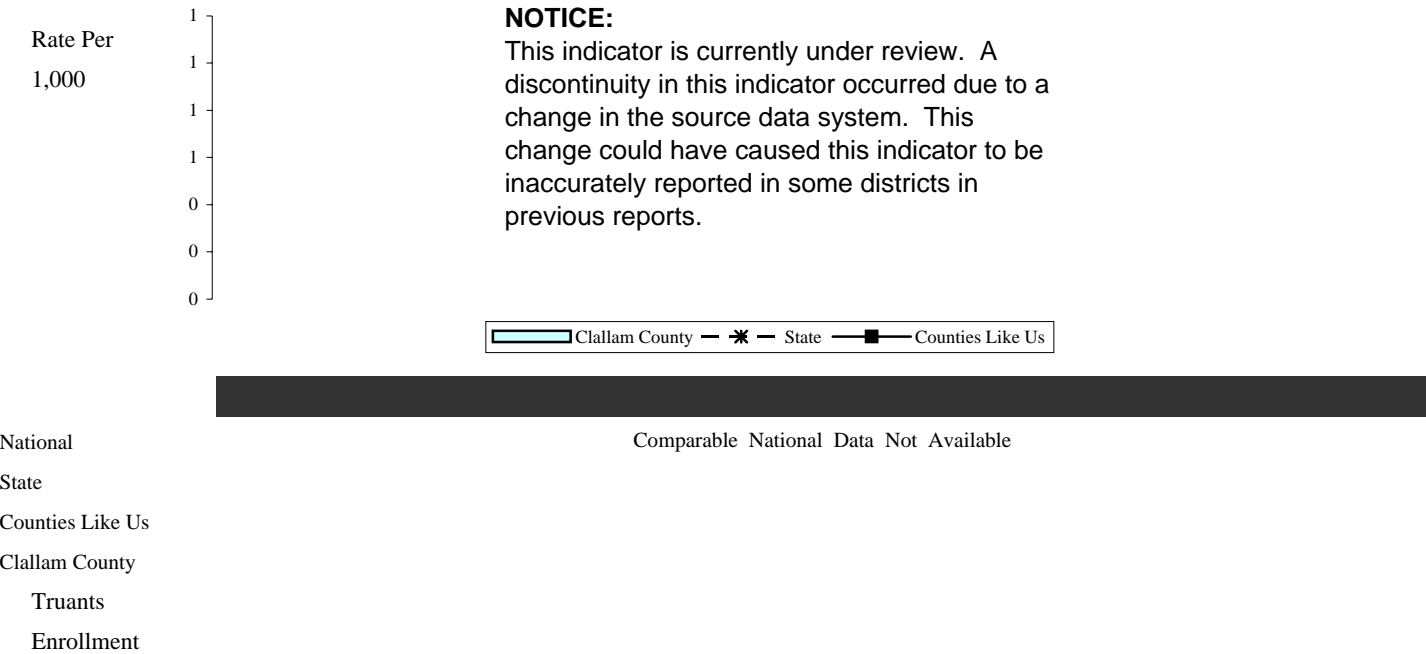 Rate Per
1,000
1
1
1
1
0
0
0
NOTICE:
This indicator is currently under review. A
discontinuity in this indicator occurred due to a
change in the source data system. This
change could have caused this indicator to be
inaccurately reported in some districts in
previous reports.
Clallam County State Counties Like Us
National Comparable National Data Not Available
State
Counties Like Us
Clallam County
Truants
Enrollment